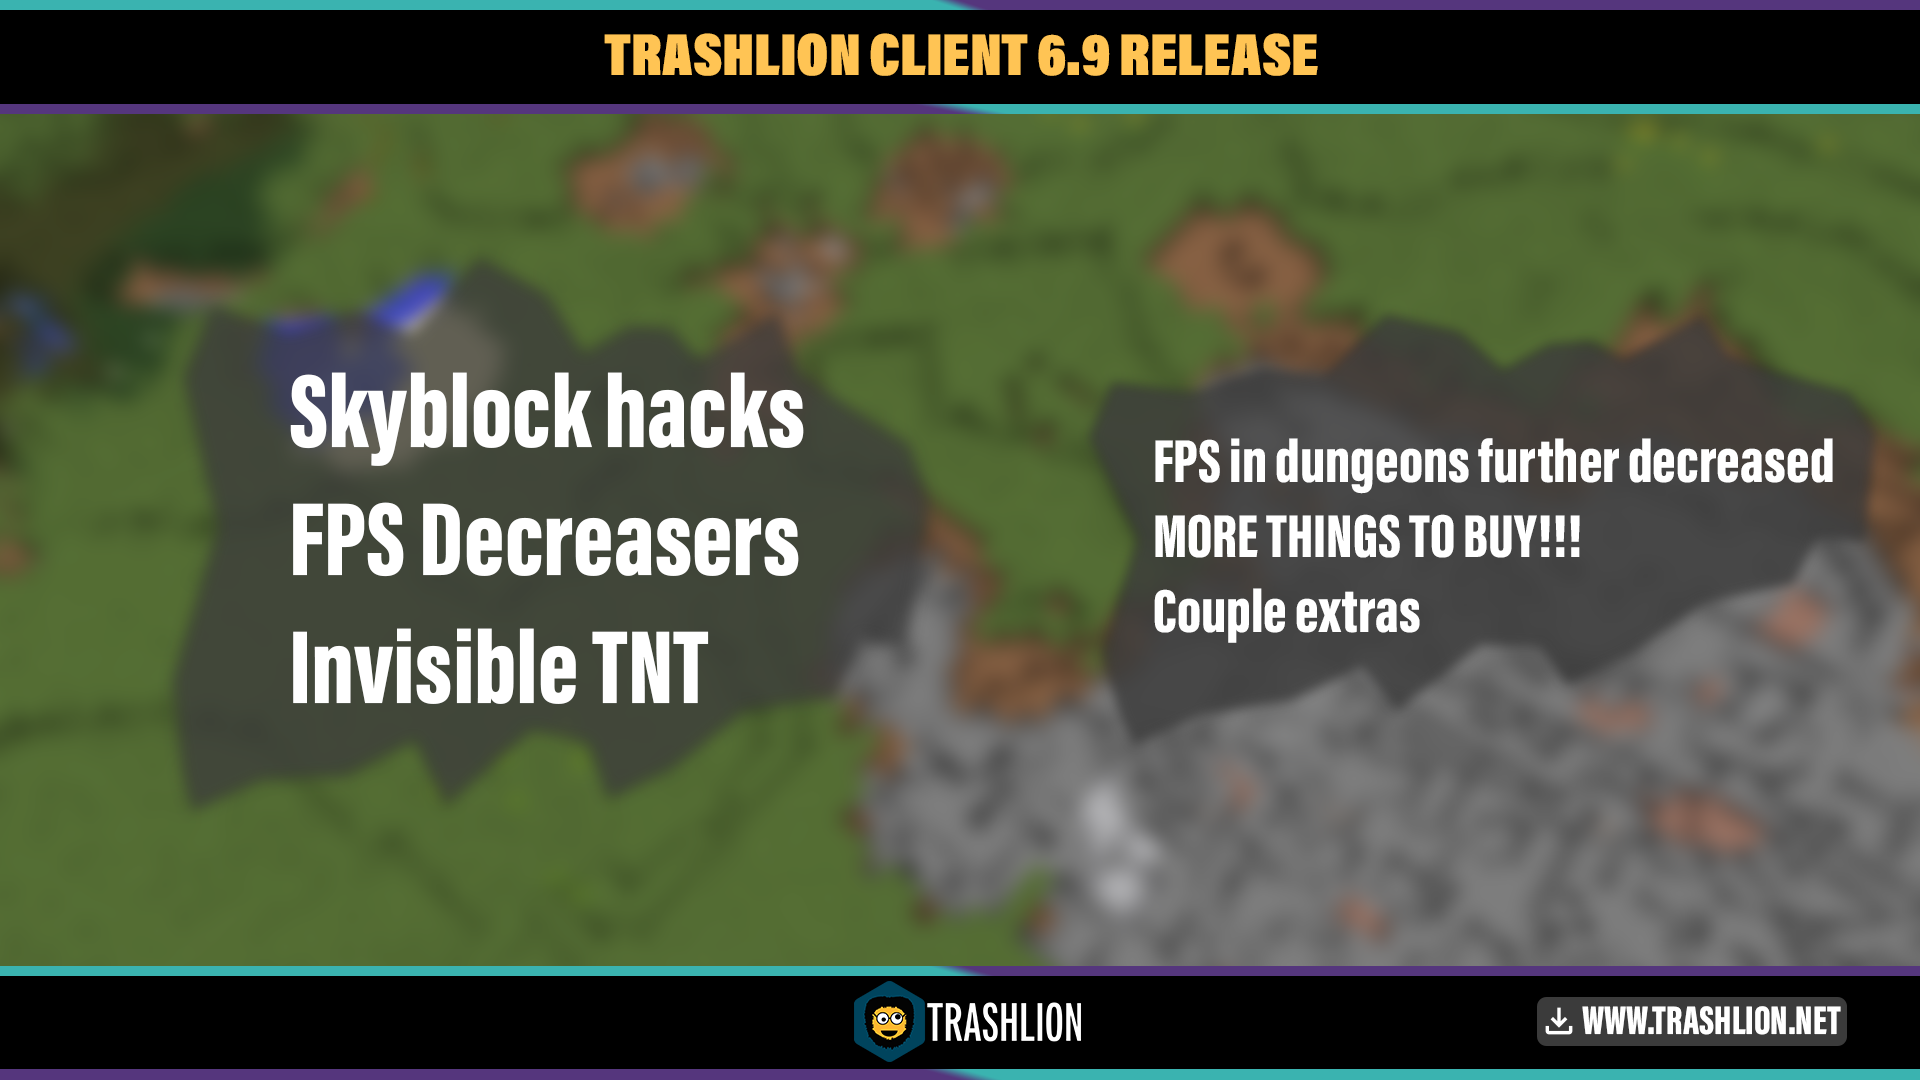 TRASHLION CLIENT 6.9 RELEASE
Skyblock hacks
FPS Decreasers
Invisible TNT
FPS in dungeons further decreased
MORE THINGS TO BUY!!!
Couple extras
TRASHLION
WWW.TRASHLION.NET